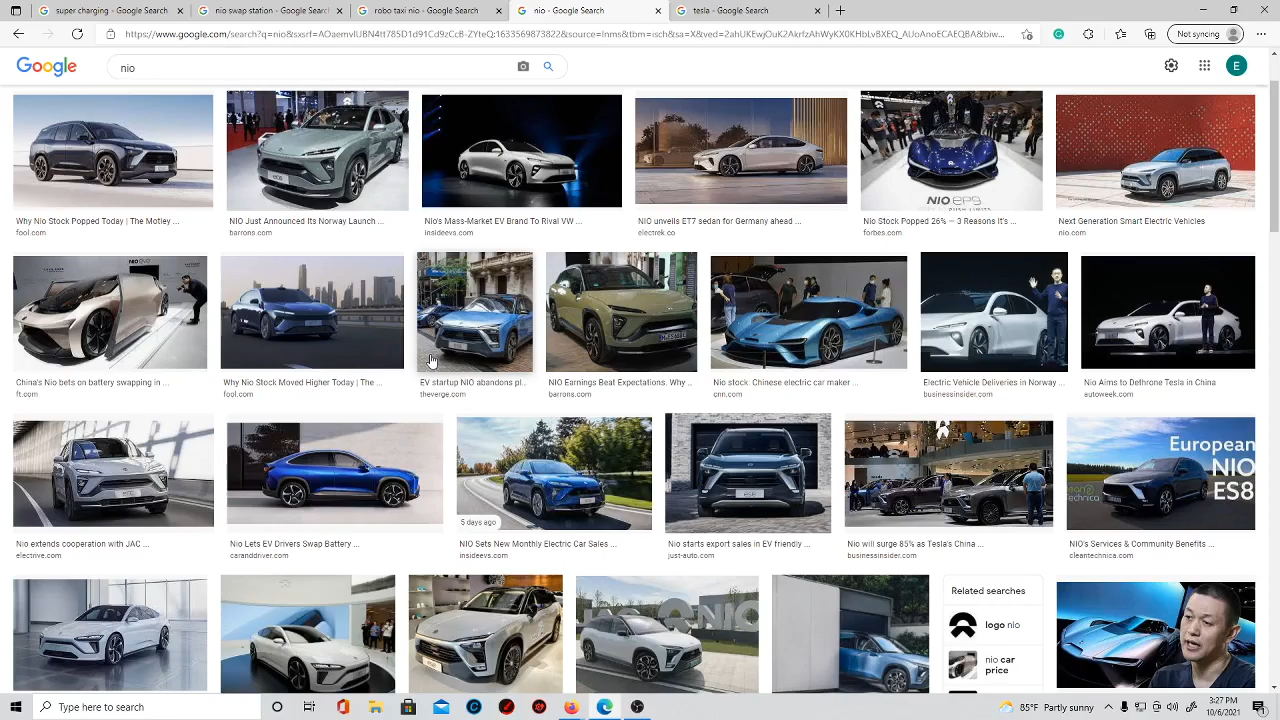 super charging - Google Search
nio swap station - Google Search
robo taxi nio - Google Search
nio - Google Search
tesla - Google Search
Not syncing
Google
nio
E
Why Nio Stock Popped Today | The Motley ...
fool.com
NIO Just Announced Its Norway Launch ...
barrons.com
Nio's Mass-Market EV Brand To Rival VW ...
insideevs.com
NIO unveils ET7 sedan for Germany ahead ...
electrek.co
NIO EP9
Nio Stock Popped 26% — 3 Reasons It's ...
forbes.com
Next Generation Smart Electric Vehicles
nio.com
China's Nio bets on battery swapping in ...
ft.com
Why Nio Stock Moved Higher Today | The ...
fool.com
EV startup NIO abandons pl...
theverge.com
NIO Earnings Beat Expectations. Why ...
barrons.com
Nio stock: Chinese electric car maker ...
cnn.com
Electric Vehicle Deliveries in Norway ...
businessinsider.com
Nio Aims to Dethrone Tesla in China
autoweek.com
Nio extends cooperation with JAC ...
electrive.com
Nio Lets EV Drivers Swap Battery ...
caranddriver.com
5 days ago
NIO Sets New Monthly Electric Car Sales ...
insideevs.com
Nio starts export sales in EV friendly ...
just-auto.com
Nio will surge 85% as Tesla's China ...
businessinsider.com
European
NIO
ES8
NIO's Services & Community Benefits ...
cleantechnica.com
NIO
Related searches
logo nio
nio car
price
Type here to search
85°F Partly sunny
3:27 PM
10/6/2021